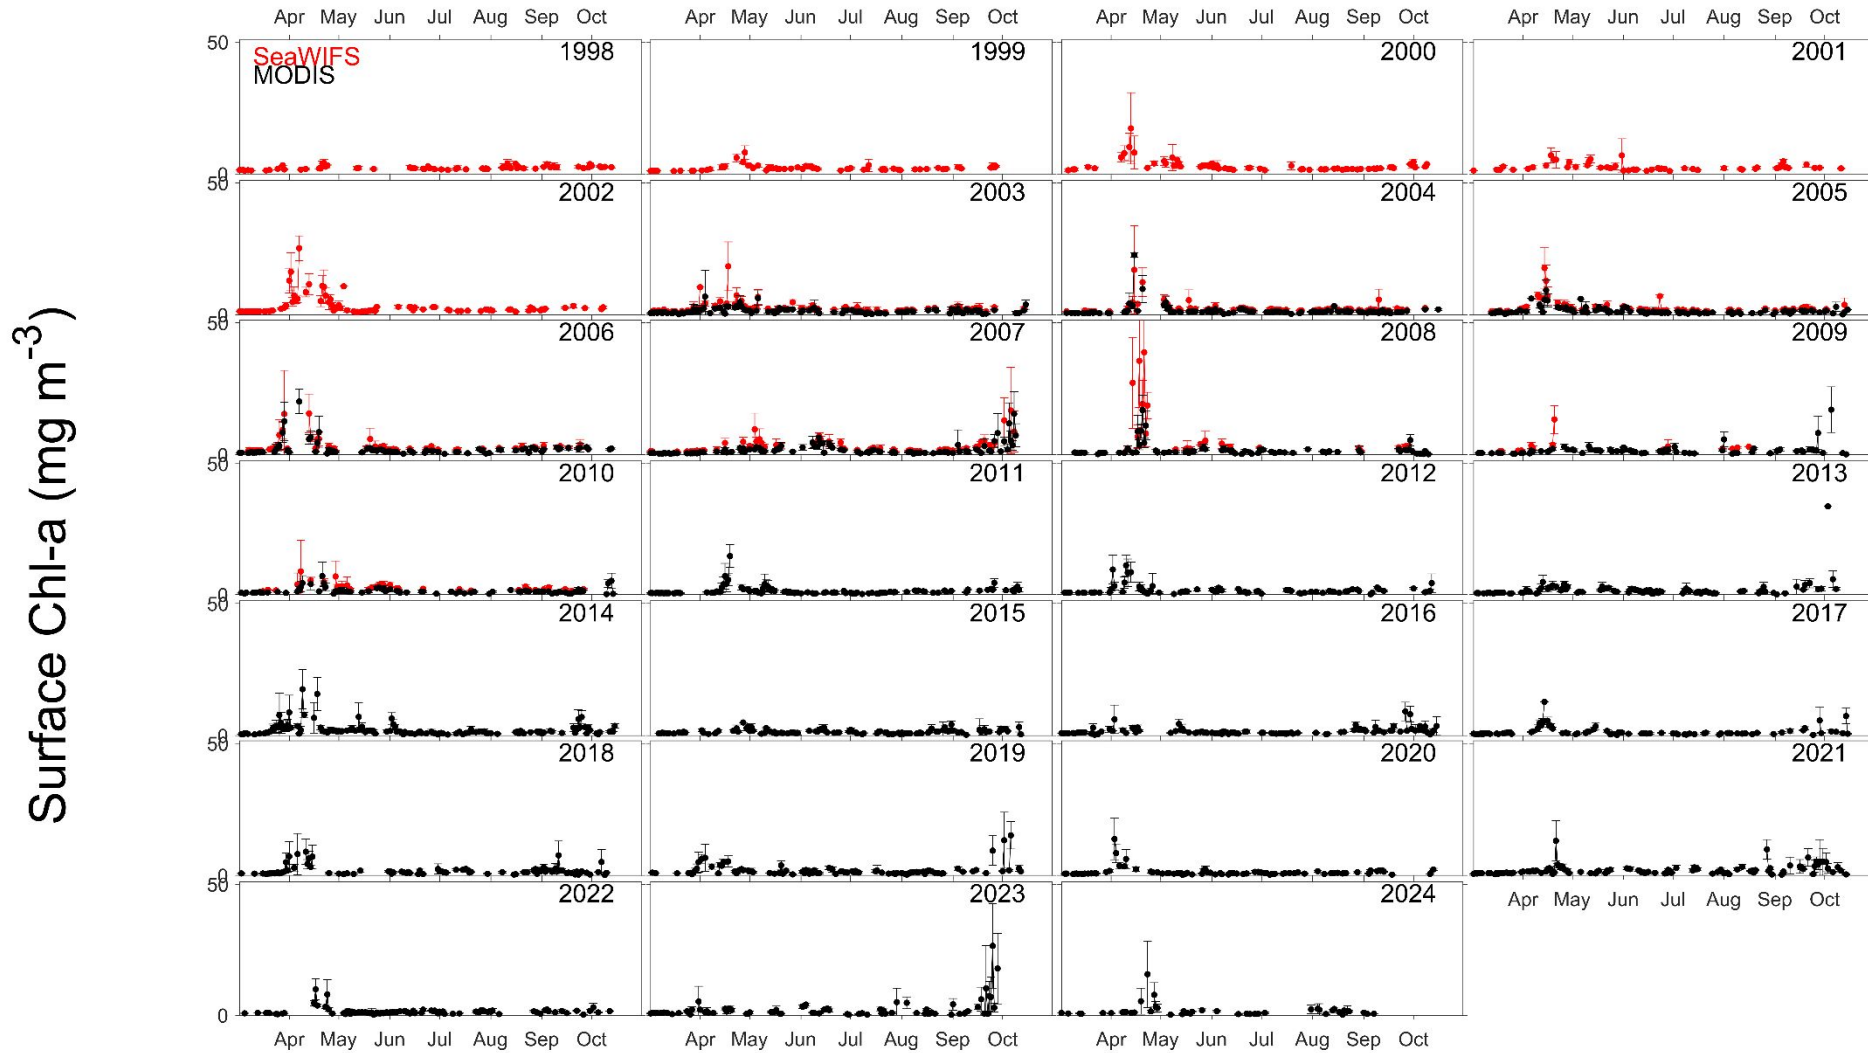 Apr May Jun Jul Aug Sep Oct Apr May Jun Jul Aug Sep Oct Apr May Jun Jul Aug Sep Oct Apr May Jun Jul Aug Sep Oct
50 SeaWIFS 1998 1999 2000 2001
MODIS
0
50 2002 2003 2004 2005
0
50 2006 2007 2008 2009
0
50 2010 2011 2012 2013
0
50 2014 2015 2016 2017
0
50 2018 2019 2020 2021
0
50 2022 2023 2024
Apr May Jun Jul Aug Sep Oct
0
Apr May Jun Jul Aug Sep Oct Apr May Jun Jul Aug Sep Oct Apr May Jun Jul Aug Sep Oct
Surface Chl-a (mg m⁻³)